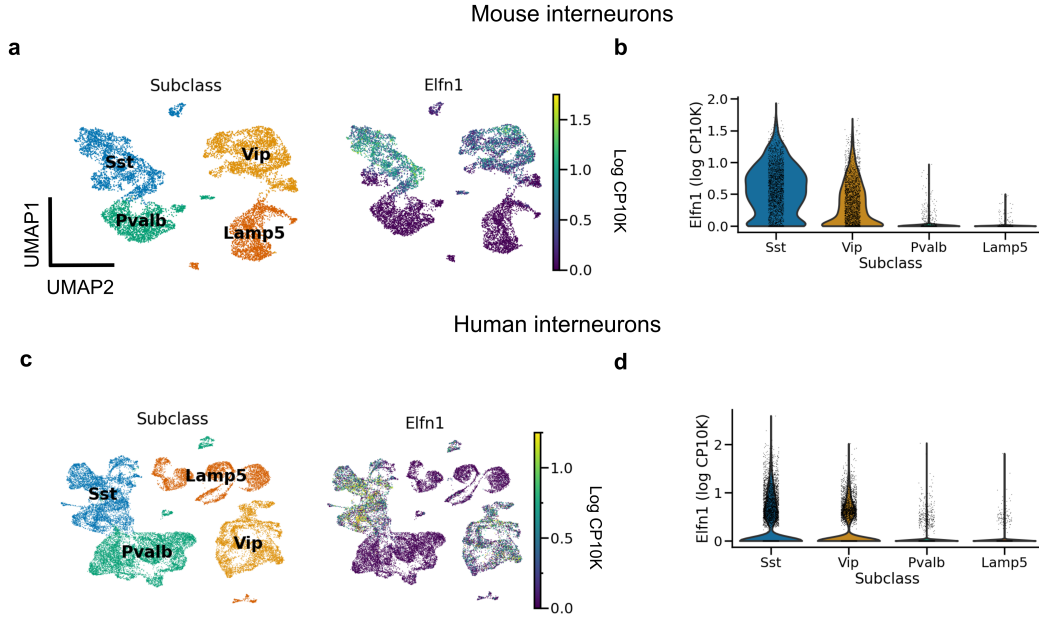 Mouse interneurons
a
b
Subclass
Elfn1
Sst
Vip
Pvalb
Lamp5
UMAP1
UMAP2
1.5
1.0
0.5
0.0
Log CP10K
2.0
1.5
1.0
0.5
0.0
Elfn1 (log CP10K)
Sst
Vip
Pvalb
Lamp5
Subclass
Human interneurons
c
d
Subclass
Elfn1
Lamp5
Sst
Pvalb
Vip
1.0
0.5
0.0
Log CP10K
2
1
0
Elfn1 (log CP10K)
Sst
Vip
Pvalb
Lamp5
Subclass